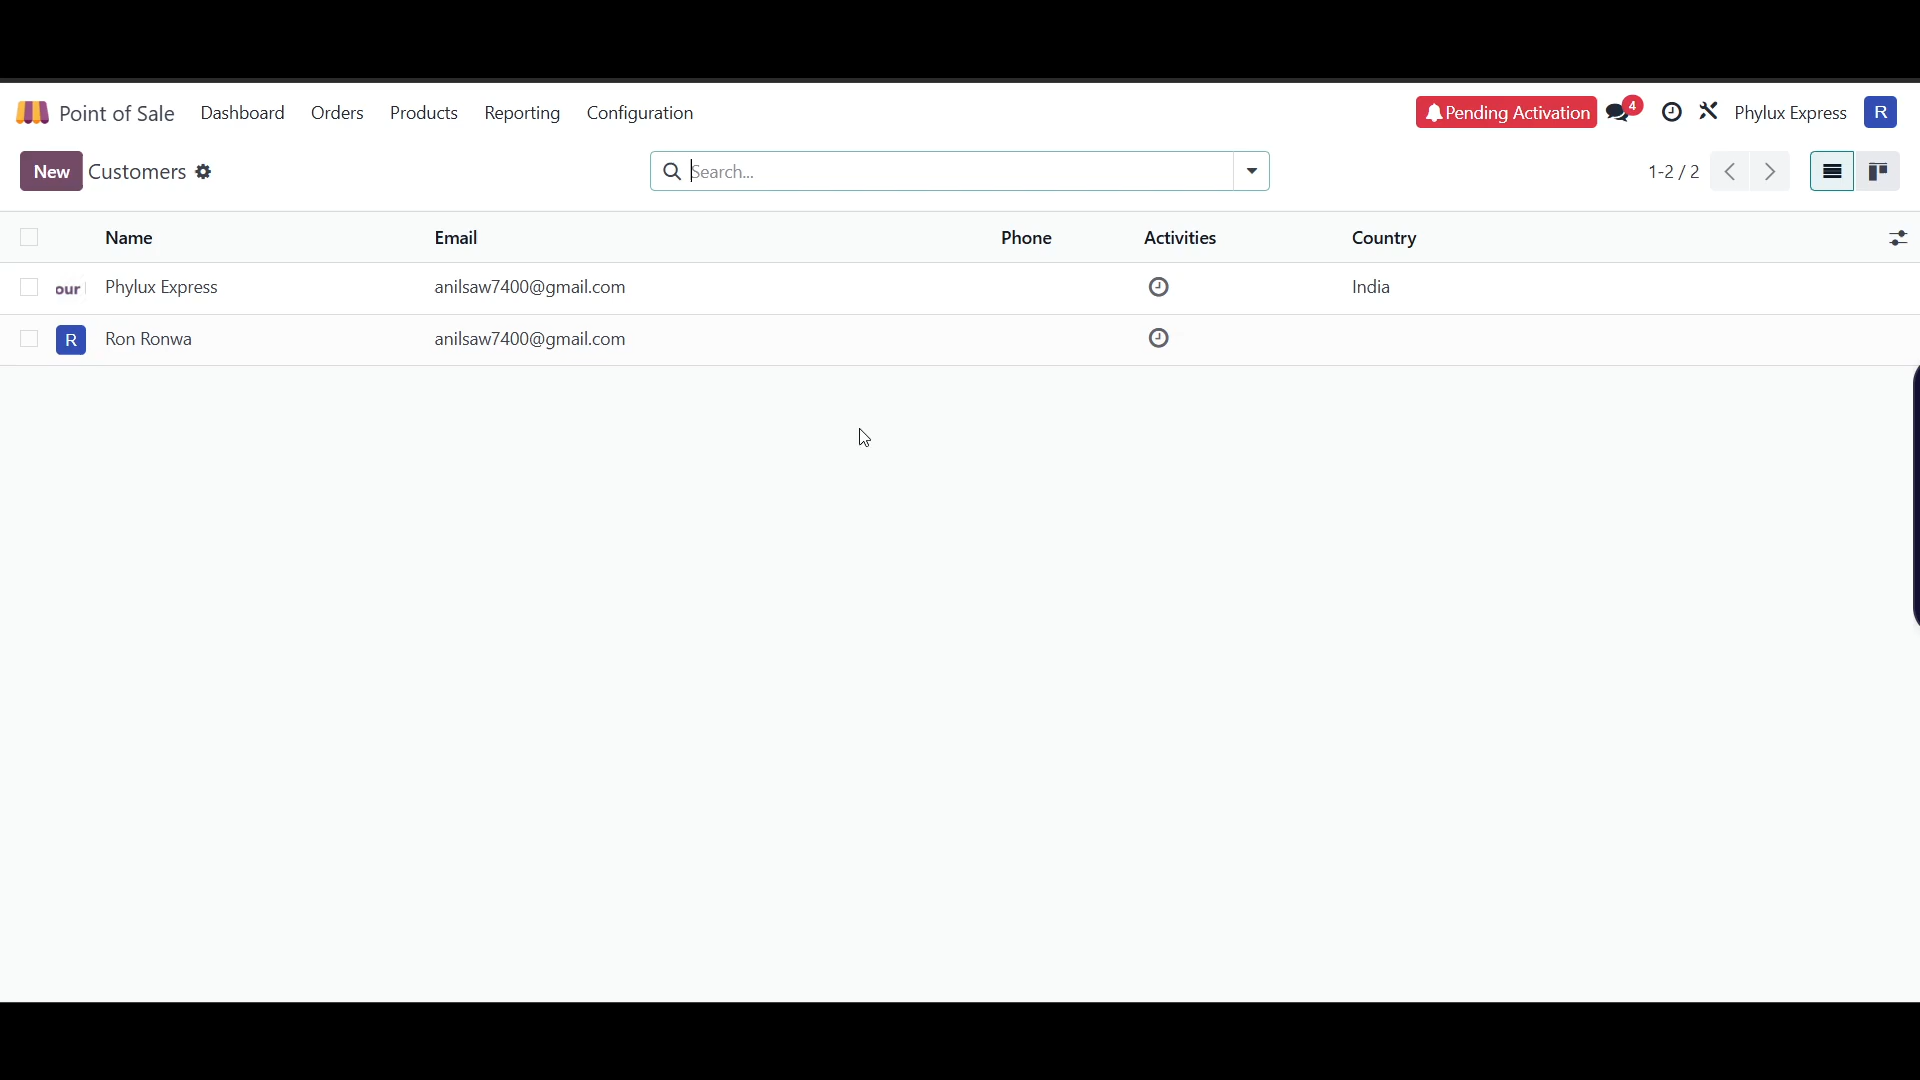 Point of Sale Dashboard Orders Products Reporting Configuration Pending Activation 4 Phylux Express R
New Customers Search... 1-2 / 2
Name Email Phone Activities Country
our Phylux Express anilsaw7400@gmail.com India
R Ron Ronwa anilsaw7400@gmail.com